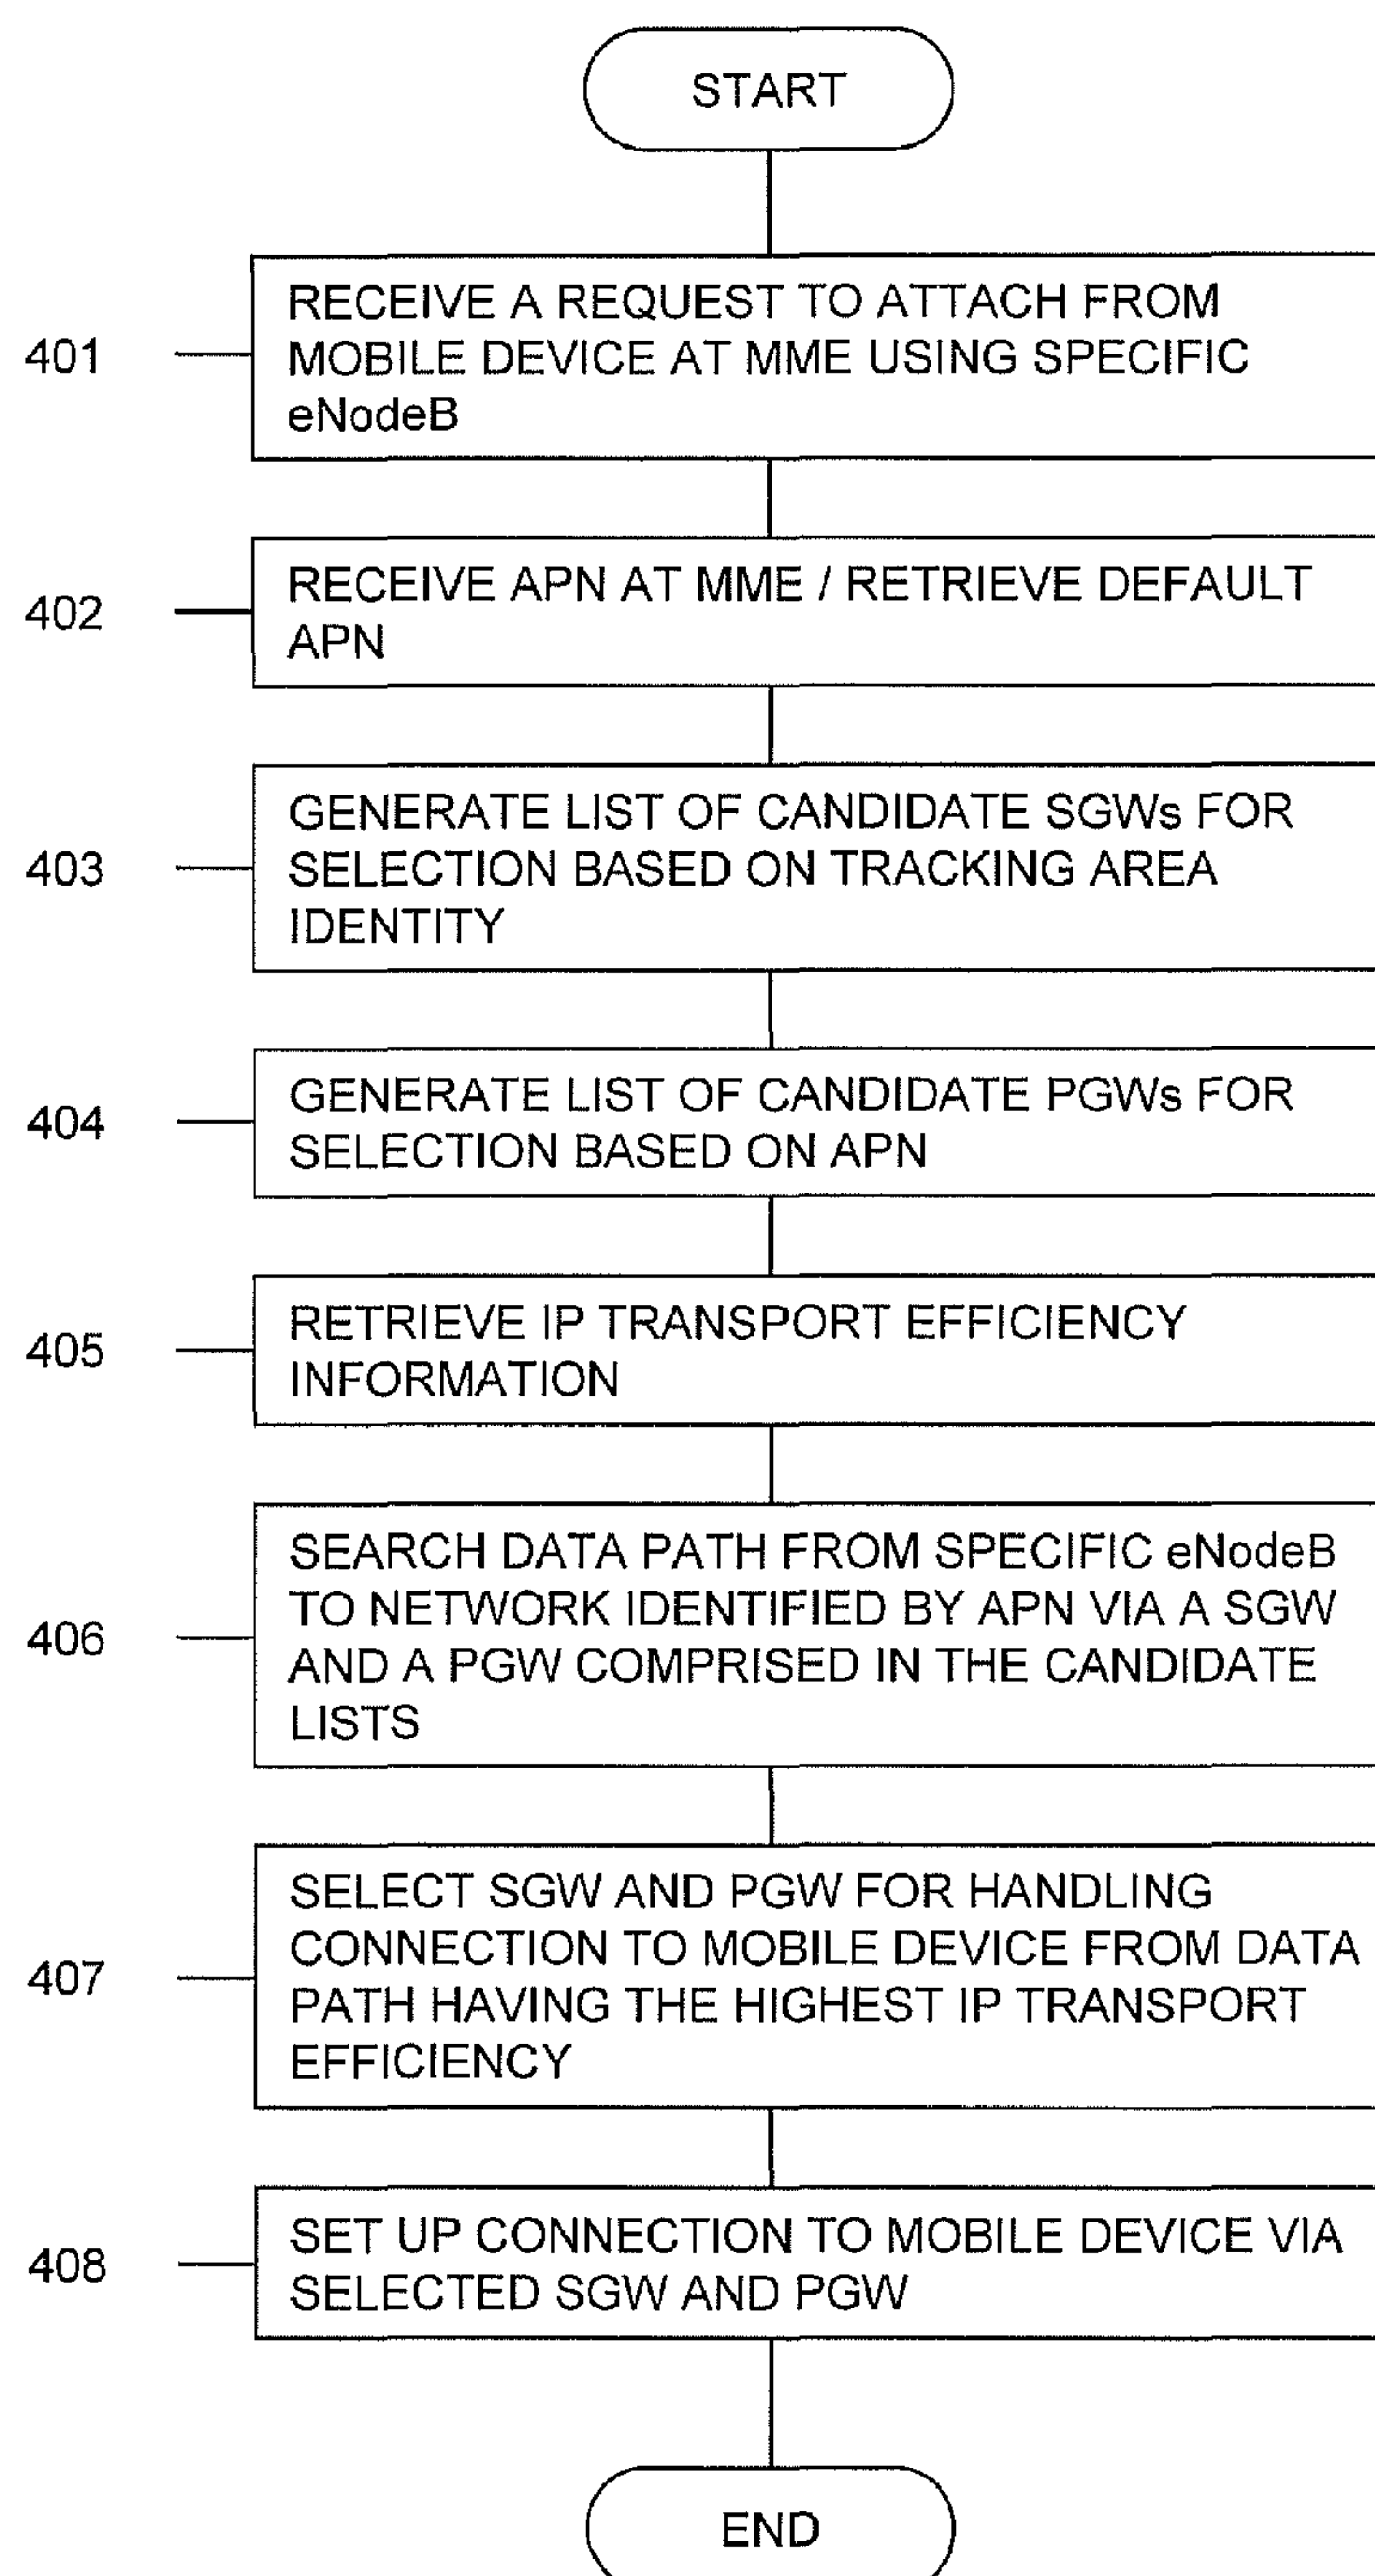 START
401
RECEIVE A REQUEST TO ATTACH FROM
MOBILE DEVICE AT MME USING SPECIFIC
eNodeB
402
RECEIVE APN AT MME / RETRIEVE DEFAULT
APN
403
GENERATE LIST OF CANDIDATE SGWs FOR
SELECTION BASED ON TRACKING AREA
IDENTITY
404
GENERATE LIST OF CANDIDATE PGWs FOR
SELECTION BASED ON APN
405
RETRIEVE IP TRANSPORT EFFICIENCY
INFORMATION
406
SEARCH DATA PATH FROM SPECIFIC eNodeB
TO NETWORK IDENTIFIED BY APN VIA A SGW
AND A PGW COMPRISED IN THE CANDIDATE
LISTS
407
SELECT SGW AND PGW FOR HANDLING
CONNECTION TO MOBILE DEVICE FROM DATA
PATH HAVING THE HIGHEST IP TRANSPORT
EFFICIENCY
408
SET UP CONNECTION TO MOBILE DEVICE VIA
SELECTED SGW AND PGW
END